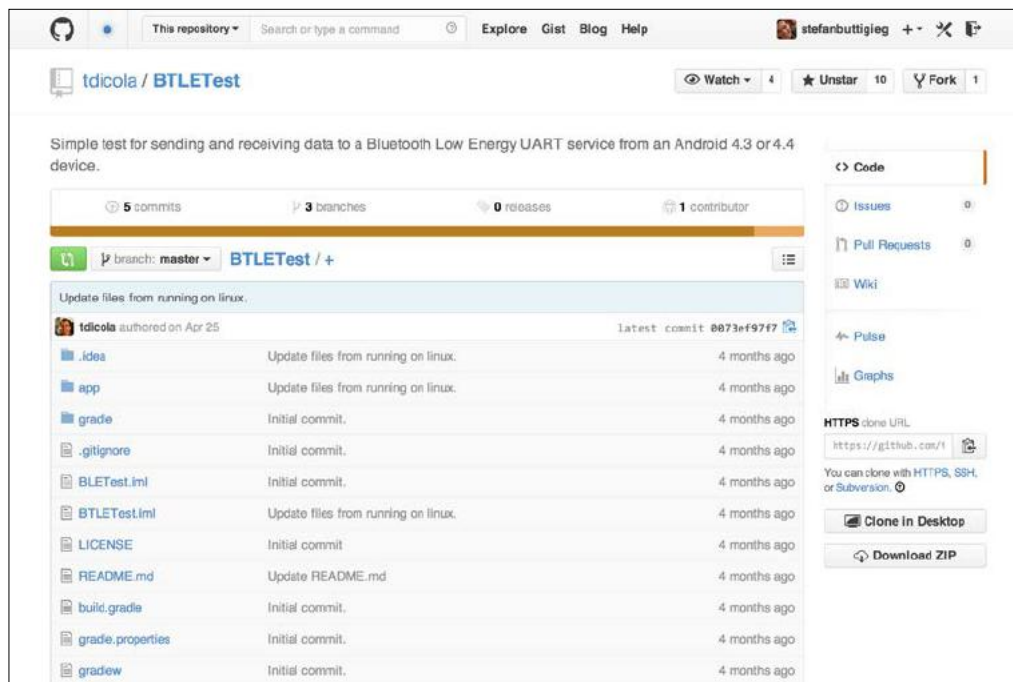 This repository Search or type a command Explore Gist Blog Help stefanbuttigieg
tdicola / BTLETest Watch 4 Unstar 10 Fork 1
Simple test for sending and receiving data to a Bluetooth Low Energy UART service from an Android 4.3 or 4.4
device.
5 commits 3 branches 0 releases 1 contributor
branch: master BTLETest / +
Update files from running on linux.
tdicola authored on Apr 25 latest commit 0073ef97f7
.idea Update files from running on linux. 4 months ago
app Update files from running on linux. 4 months ago
gradle Initial commit. 4 months ago
.gitignore Initial commit. 4 months ago
BLETest.iml Initial commit. 4 months ago
BTLETest.iml Update files from running on linux. 4 months ago
LICENSE Initial commit 4 months ago
README.md Update README.md 4 months ago
build.gradle Initial commit. 4 months ago
gradle.properties Initial commit. 4 months ago
gradlew Initial commit. 4 months ago
Code
Issues 0
Pull Requests 0
Wiki
Pulse
Graphs
HTTPS clone URL
https://github.com/t
You can clone with HTTPS, SSH,
or Subversion.
Clone in Desktop
Download ZIP